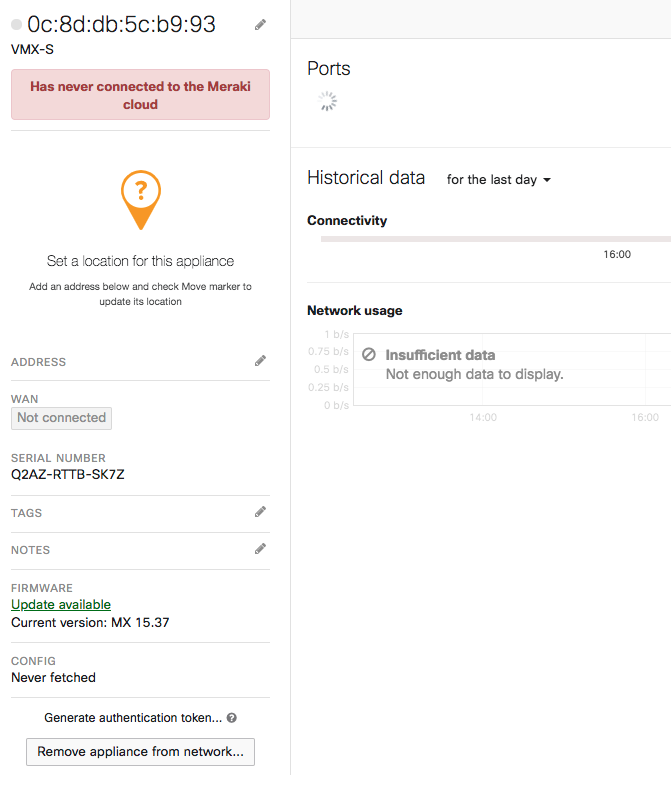 0c:8d:db:5c:b9:93
VMX-S
Has never connected to the Meraki
cloud
?
Set a location for this appliance
Add an address below and check Move marker to
update its location
ADDRESS
WAN
Not connected
SERIAL NUMBER
Q2AZ-RTTB-SK7Z
TAGS
NOTES
FIRMWARE
Update available
Current version: MX 15.37
CONFIG
Never fetched
Generate authentication token... ?
Remove appliance from network...
Ports
Historical data for the last day
Connectivity
16:00
Network usage
1 b/s
0.75 b/s
0.5 b/s
0.25 b/s
0 b/s
Insufficient data
Not enough data to display.
14:00 16:00